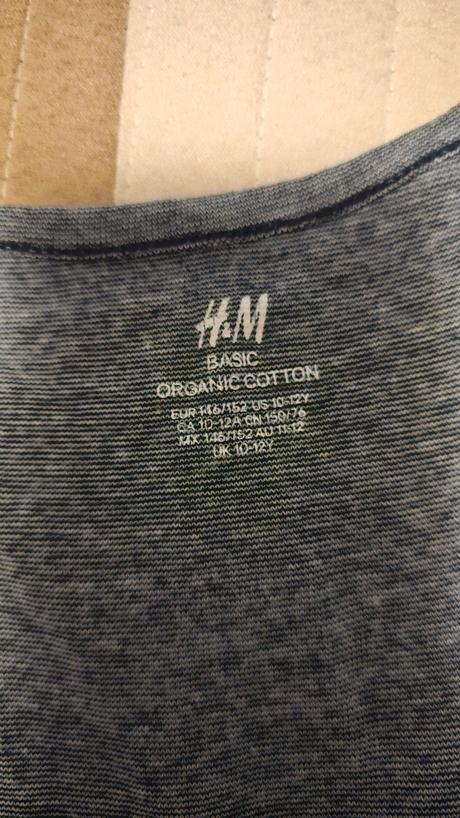 H&M
BASIC
ORGANIC COTTON
EUR 146/152 US 10-12Y
CA 10-12A CN 150/76
MX 146/152 AU 11-12
UK 10-12Y